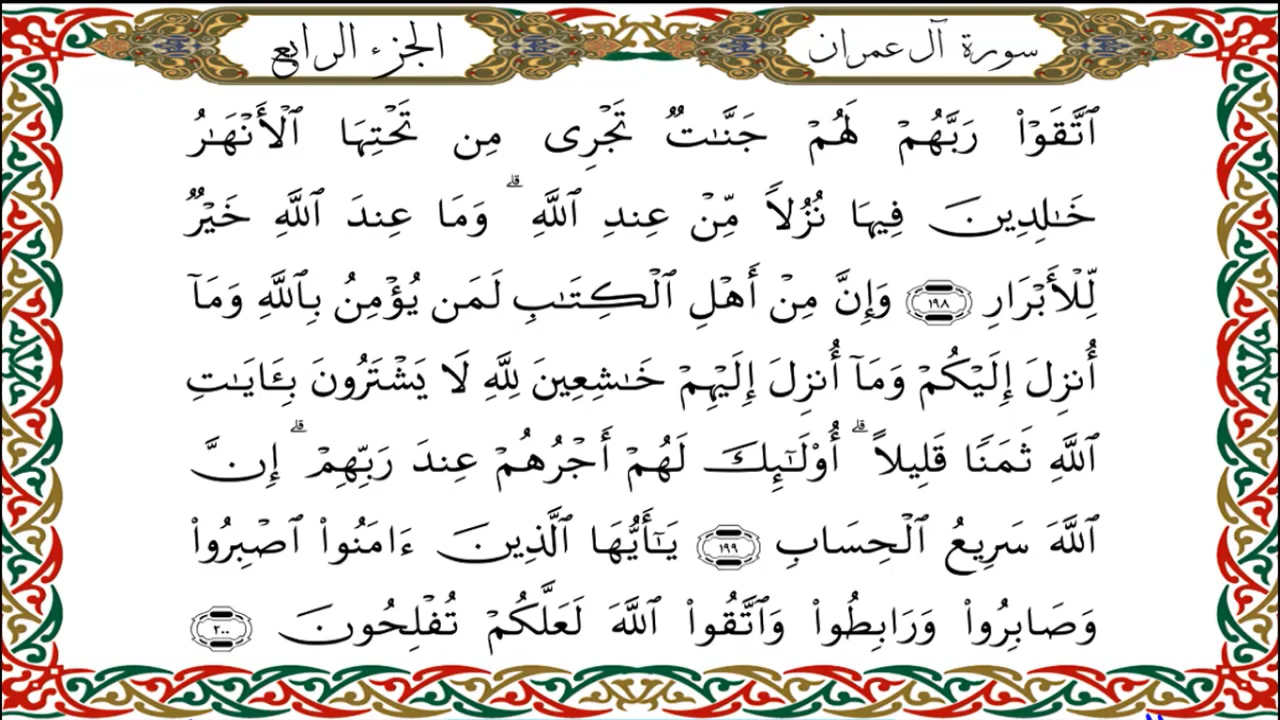 سورة آل عمران
الجزء الرابع
ٱتَّقَوْا۟ رَبَّهُمْ لَهُمْ جَنَّـٰتٌ تَجْرِى مِن تَحْتِهَا ٱلْأَنْهَـٰرُ
خَـٰلِدِينَ فِيهَا نُزُلًا مِّنْ عِندِ ٱللَّهِ ۗ وَمَا عِندَ ٱللَّهِ خَيْرٌ
لِّلْأَبْرَارِ ١٩٨ وَإِنَّ مِنْ أَهْلِ ٱلْكِتَـٰبِ لَمَن يُؤْمِنُ بِٱللَّهِ وَمَآ
أُنزِلَ إِلَيْكُمْ وَمَآ أُنزِلَ إِلَيْهِمْ خَـٰشِعِينَ لِلَّهِ لَا يَشْتَرُونَ بِـَٔايَـٰتِ
ٱللَّهِ ثَمَنًا قَلِيلًا ۗ أُو۟لَـٰٓئِكَ لَهُمْ أَجْرُهُمْ عِندَ رَبِّهِمْ ۗ إِنَّ
ٱللَّهَ سَرِيعُ ٱلْحِسَابِ ١٩٩ يَـٰٓأَيُّهَا ٱلَّذِينَ ءَامَنُوا۟ ٱصْبِرُوا۟
وَصَابِرُوا۟ وَرَابِطُوا۟ وَٱتَّقُوا۟ ٱللَّهَ لَعَلَّكُمْ تُفْلِحُونَ ٢٠٠